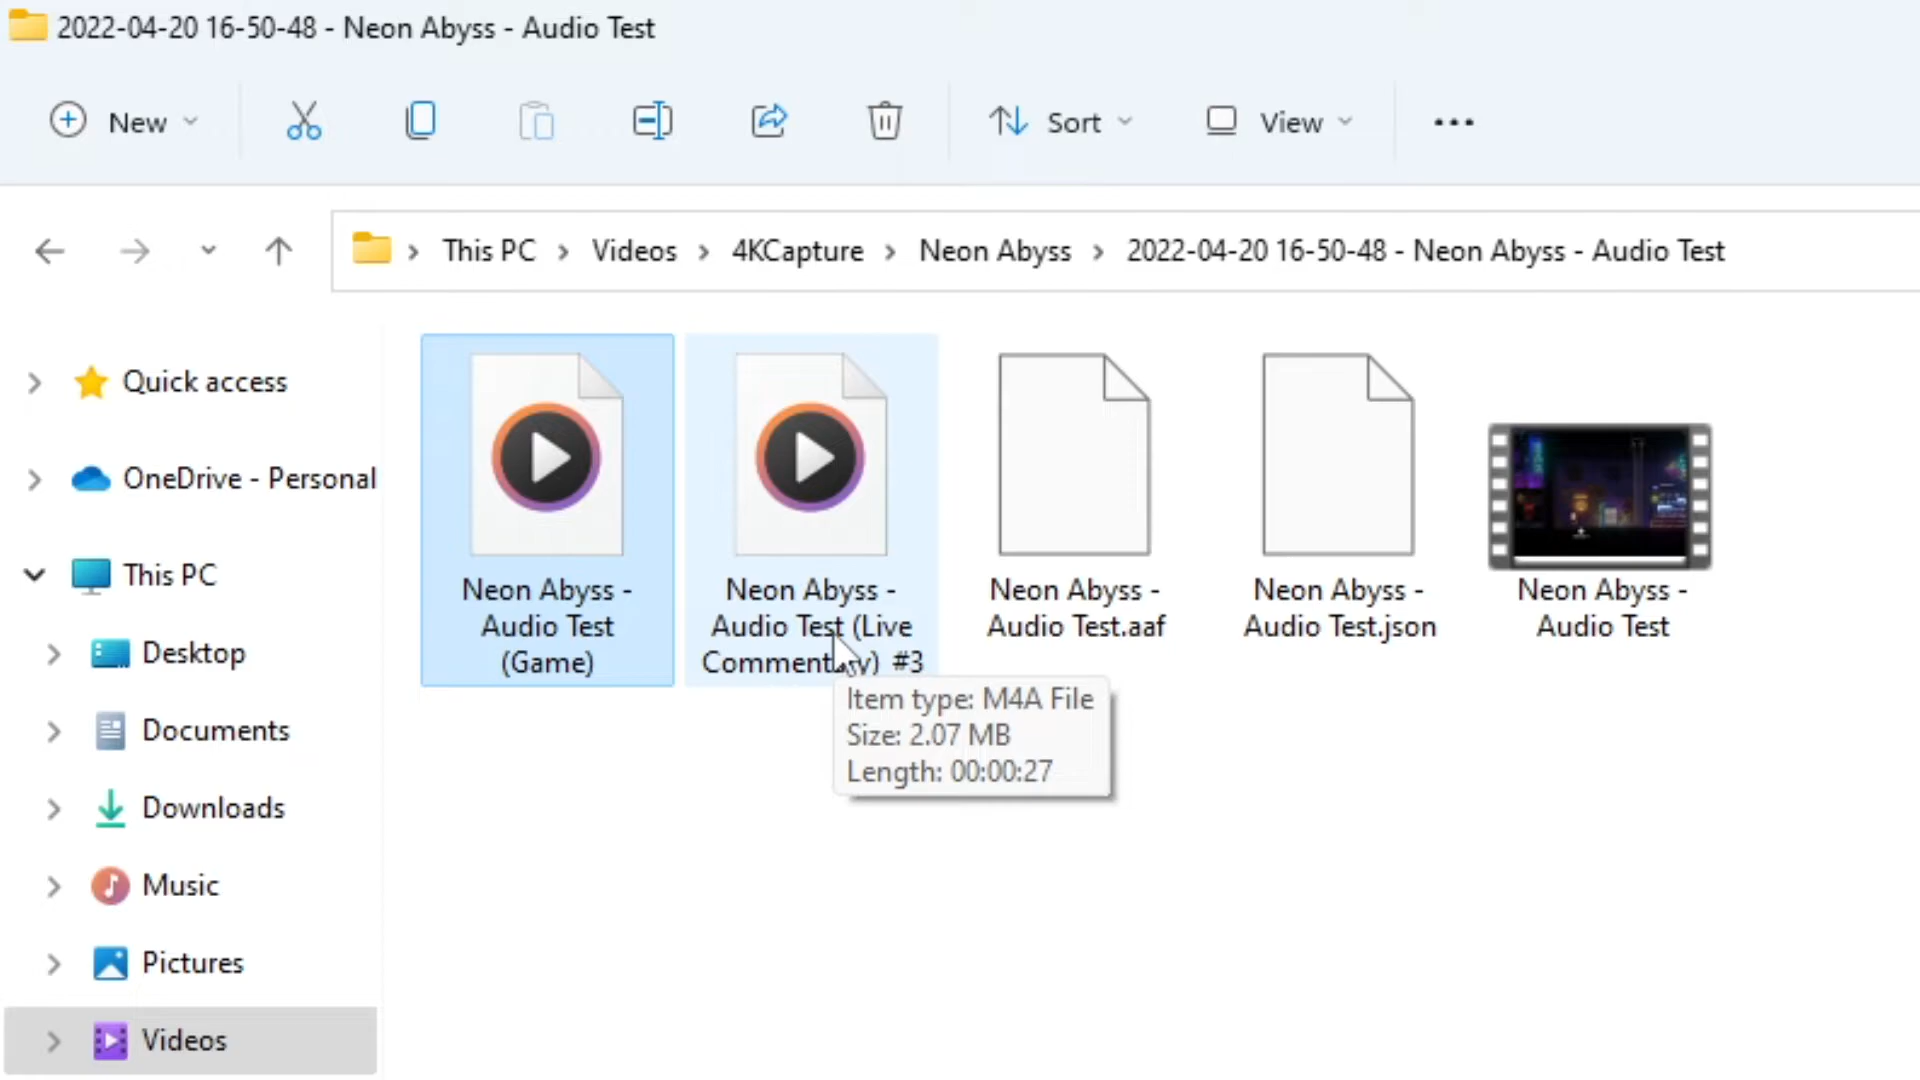 2022-04-20 16-50-48 - Neon Abyss - Audio Test
New
Sort
View
This PC > Videos > 4KCapture > Neon Abyss > 2022-04-20 16-50-48 - Neon Abyss - Audio Test
Quick access
OneDrive - Personal
This PC
Desktop
Documents
Downloads
Music
Pictures
Videos
Neon Abyss -
Audio Test
(Game)
Neon Abyss -
Audio Test (Live
Commentary) #3
Neon Abyss -
Audio Test.aaf
Neon Abyss -
Audio Test.json
Neon Abyss -
Audio Test
Item type: M4A File
Size: 2.07 MB
Length: 00:00:27